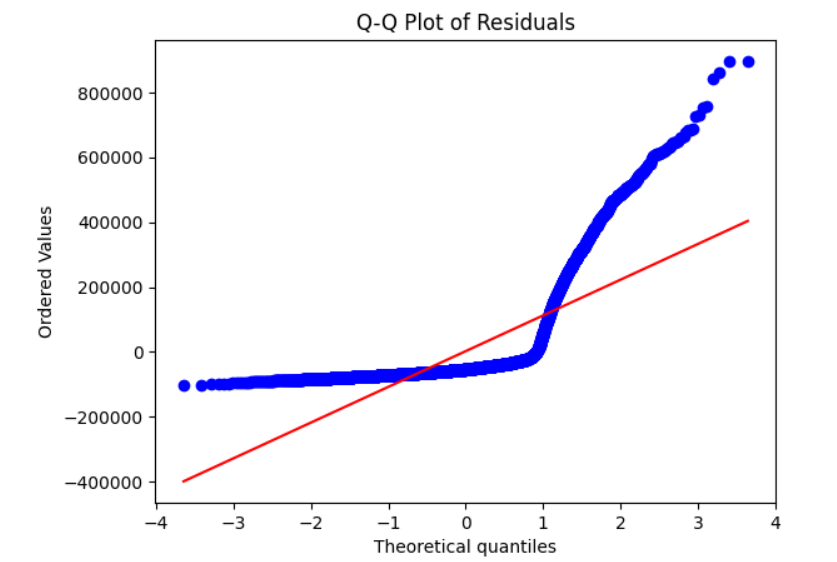 Q-Q Plot of Residuals
800000
600000
400000
200000
0
−200000
−400000
Ordered Values
−4 −3 −2 −1 0 1 2 3 4
Theoretical quantiles